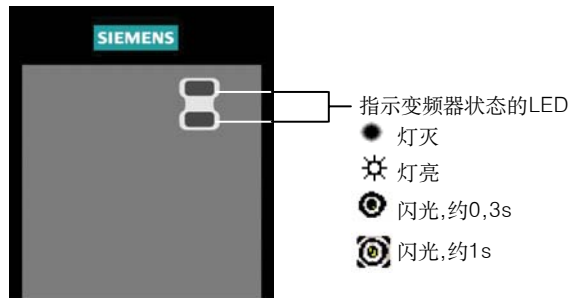 SIEMENS
指示变频器状态的LED
灯灭
灯亮
闪光,约0,3s
闪光,约1s